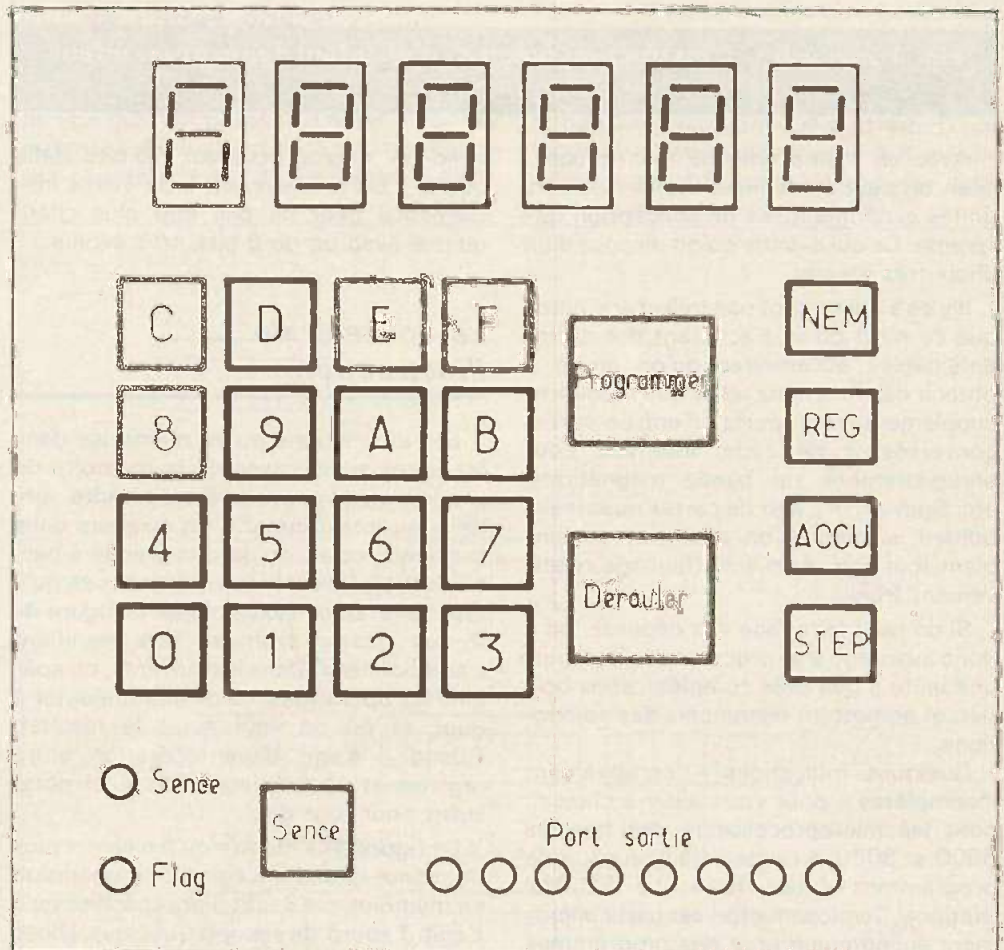 C D E F
NEM
Programmer
8 9 A B
REG
4 5 6 7
ACCU
Derouler
0 1 2 3
STEP
Sence
Sence
Port sortie
Flag